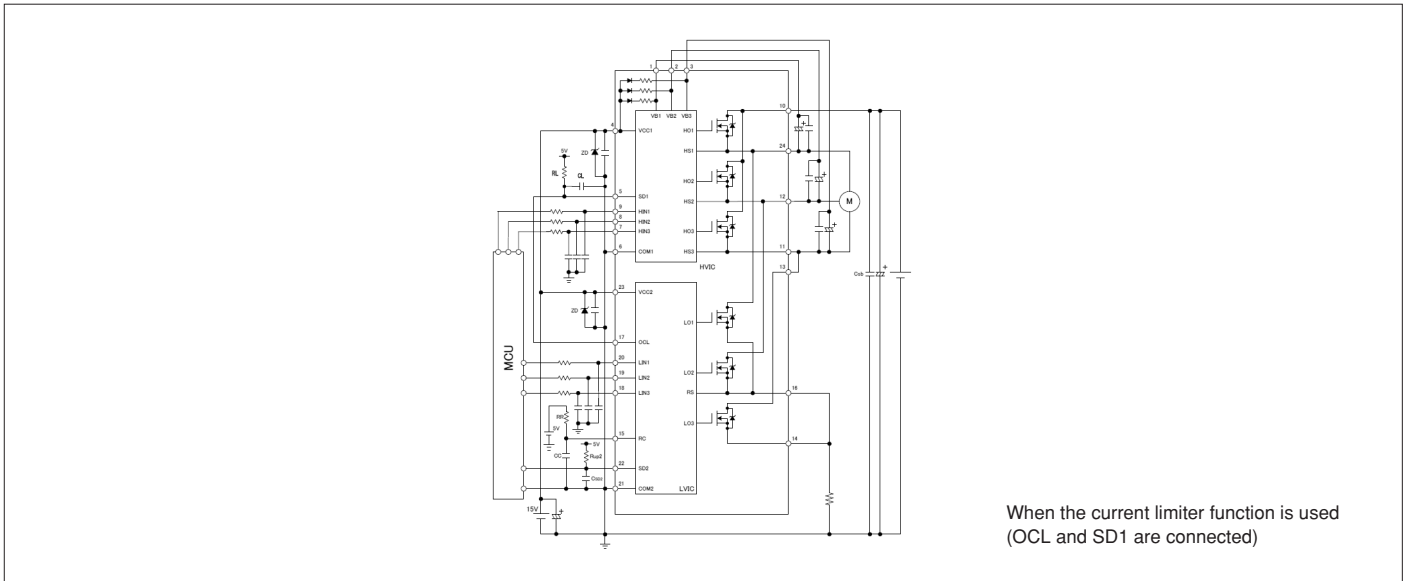 1 2 3
VB1 VB2 VB3
4 VCC1 HO1 10
ZD
5V
HS1 24
RL CL
HO2
5 SD1
9 HIN1 HS2 12 M
8 HIN2
7 HIN3 HO3
6 COM1 HS3 11
HVIC 13
23 VCC2
ZD
LO1
17 OCL
MCU
20 LIN1
19 LIN2 LO2
18 LIN3 RS 16
RR
5V LO3
15 RC 14
5V
CC
22 SD2
21 COM2 LVIC
15V
When the current limiter function is used
(OCL and SD1 are connected)